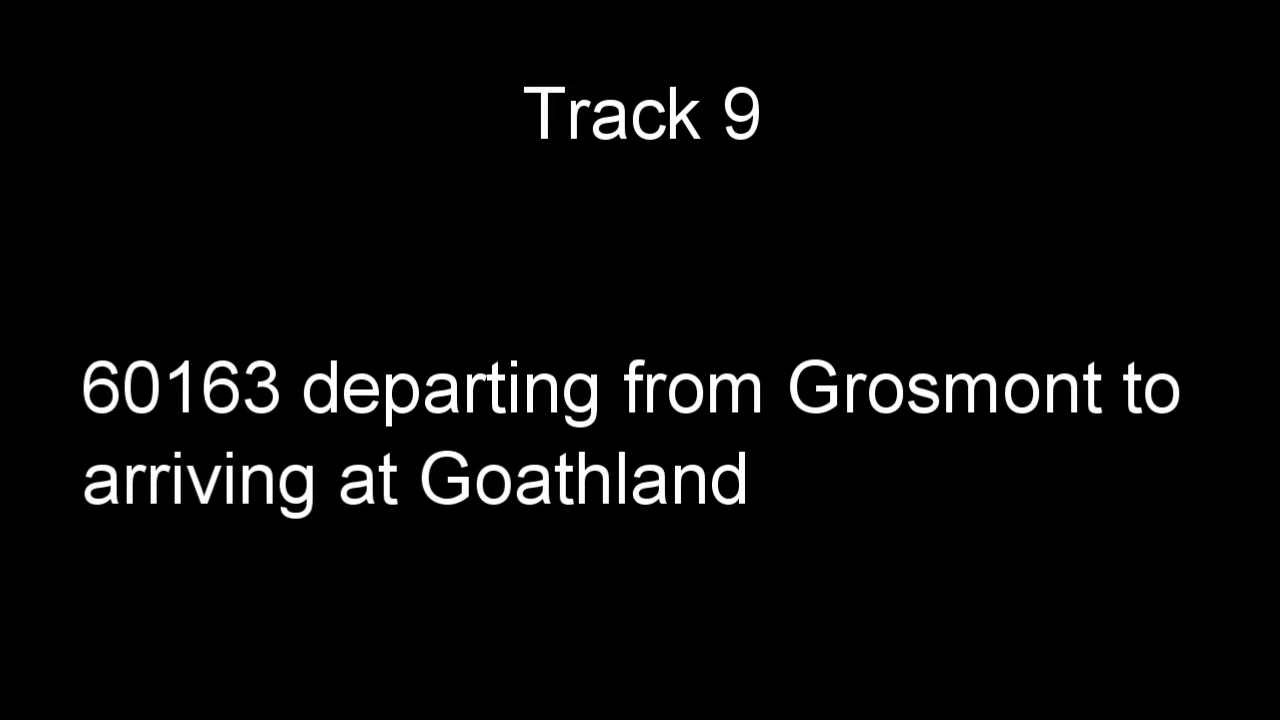 Track 9
60163 departing from Grosmont to
arriving at Goathland